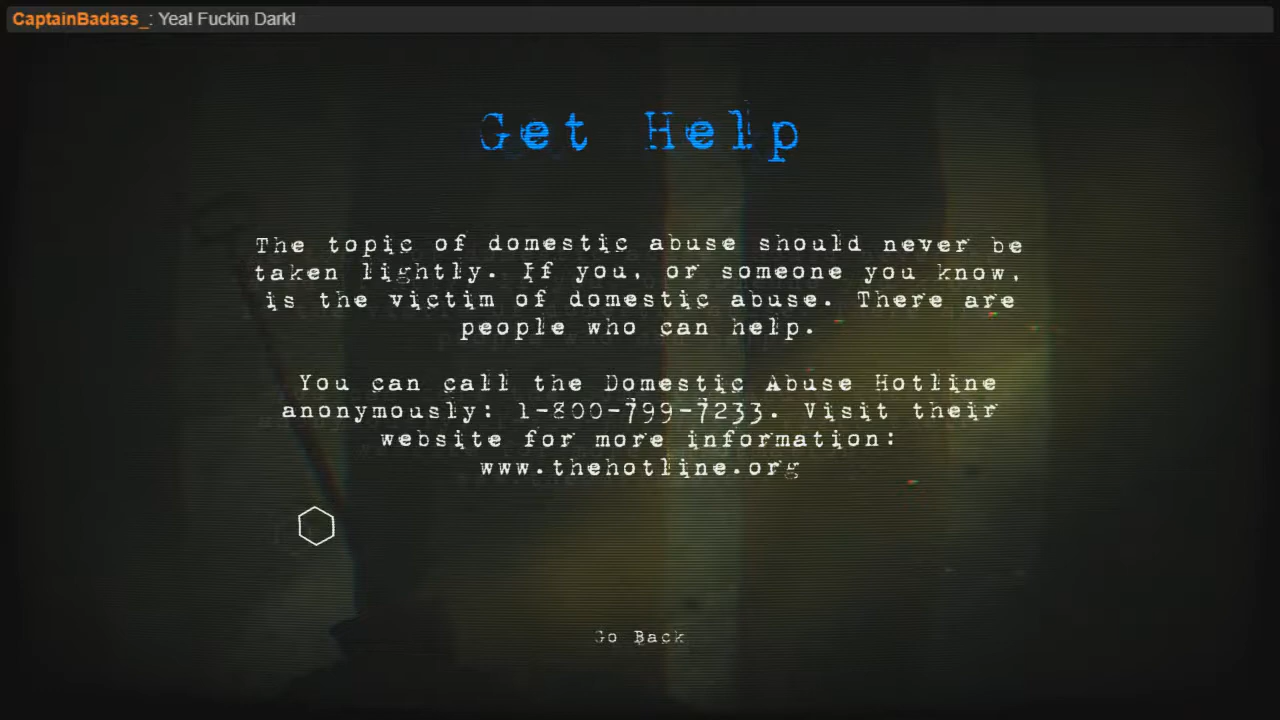 CaptainBadass_: Yea! Fuckin Dark!
Get Help
The topic of domestic abuse should never be
taken lightly. If you, or someone you know,
is the victim of domestic abuse. There are
people who can help.
You can call the Domestic Abuse Hotline
anonymously: 1-800-799-7233. Visit their
website for more information:
www.thehotline.org
Go Back